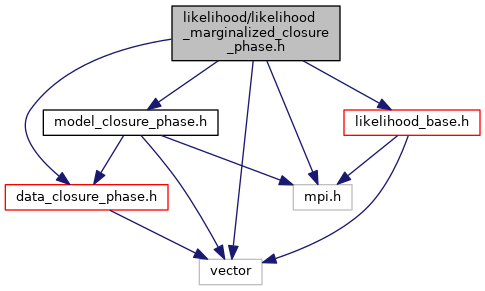 likelihood/likelihood
_marginalized_closure
_phase.h
model_closure_phase.h
likelihood_base.h
data_closure_phase.h
mpi.h
vector